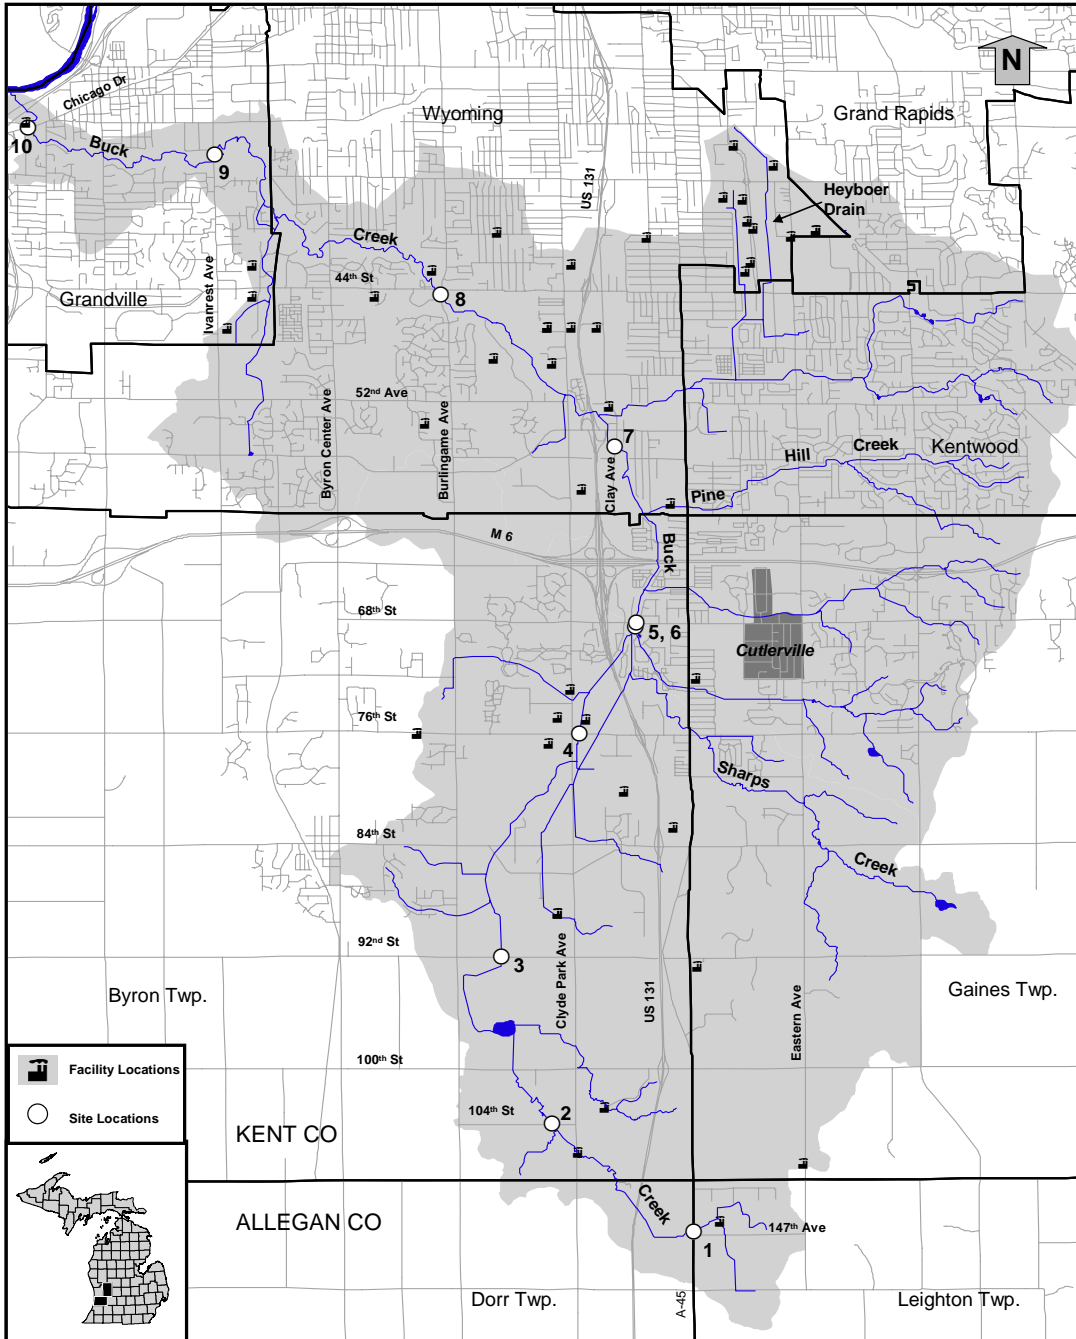 N
Chicago Dr
Wyoming
Grand Rapids
10
Buck
9
US 131
Heyboer
Drain
Creek
44th St
Ivanrest Ave
Grandville
8
52nd Ave
Byron Center Ave
Burlingame Ave
7
Clay Ave
Hill
Creek
Kentwood
Pine
M 6
Buck
68th St
5, 6
Cutlerville
76th St
4
Sharps
84th St
Creek
92nd St
3
Clyde Park Ave
US 131
Eastern Ave
Byron Twp.
Gaines Twp.
100th St
Facility Locations
Site Locations
104th St
2
KENT CO
Creek
ALLEGAN CO
147th Ave
1
Dorr Twp.
A-45
Leighton Twp.